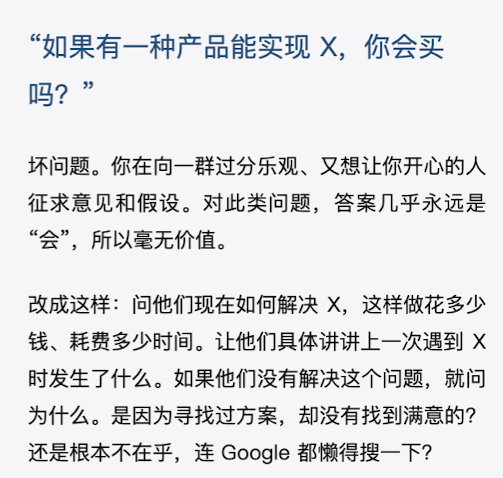 “如果有一种产品能实现 X，你会买
吗？”
坏问题。你在向一群过分乐观、又想让你开心的人
征求意见和假设。对此类问题，答案几乎永远是
“会”，所以毫无价值。
改成这样：问他们现在如何解决 X，这样做花多少
钱、耗费多少时间。让他们具体讲讲上一次遇到 X
时发生了什么。如果他们没有解决这个问题，就问
为什么。是因为寻找过方案，却没有找到满意的？
还是根本不在乎，连 Google 都懒得搜一下？